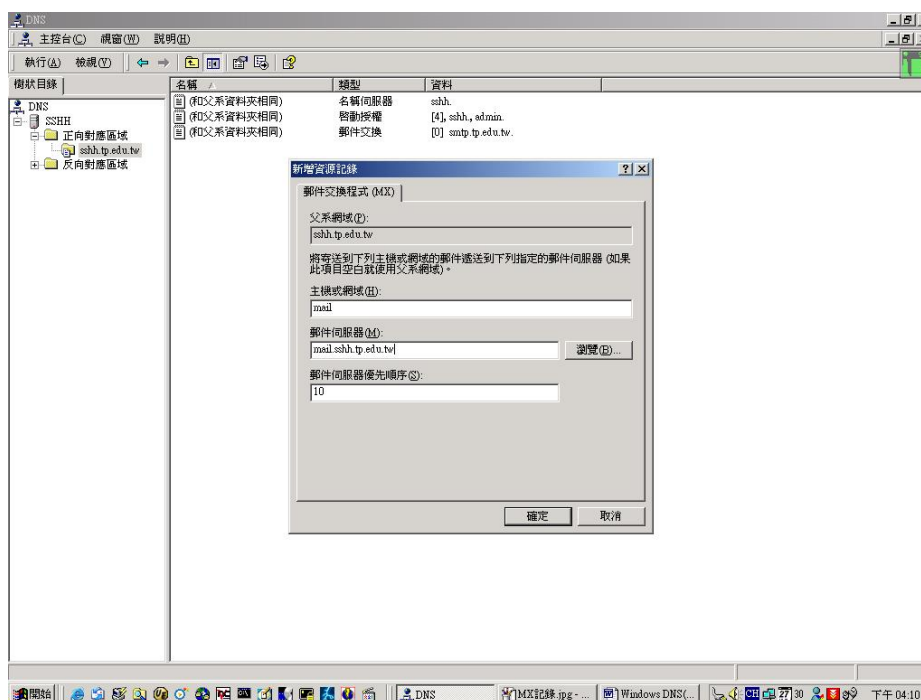 DNS
主控台(C) 視窗(W) 說明(H)
執行(A) 檢視(V)
樹狀目錄
名稱 類型 資料
DNS
SSHH
正向對應區域
sshh.tp.edu.tw
反向對應區域
(和父系資料夾相同) 名稱伺服器 sshh.
(和父系資料夾相同) 啓動授權 [4], sshh., admin.
(和父系資料夾相同) 郵件交換 [0] smtp.tp.edu.tw.
新增資源記錄
郵件交換程式 (MX)
父系網域(P):
sshh.tp.edu.tw
將寄送到下列主機或網域的郵件遞送到下列指定的郵件伺服器 (如果
此項目空白就使用父系網域)。
主機或網域(H):
mail
郵件伺服器(M):
mail.sshh.tp.edu.tw
瀏覽(B)...
郵件伺服器優先順序(S):
10
確定 取消
開始 DNS MX記錄.jpg - ... Windows DNS(... CH 27 30 下午 04:10